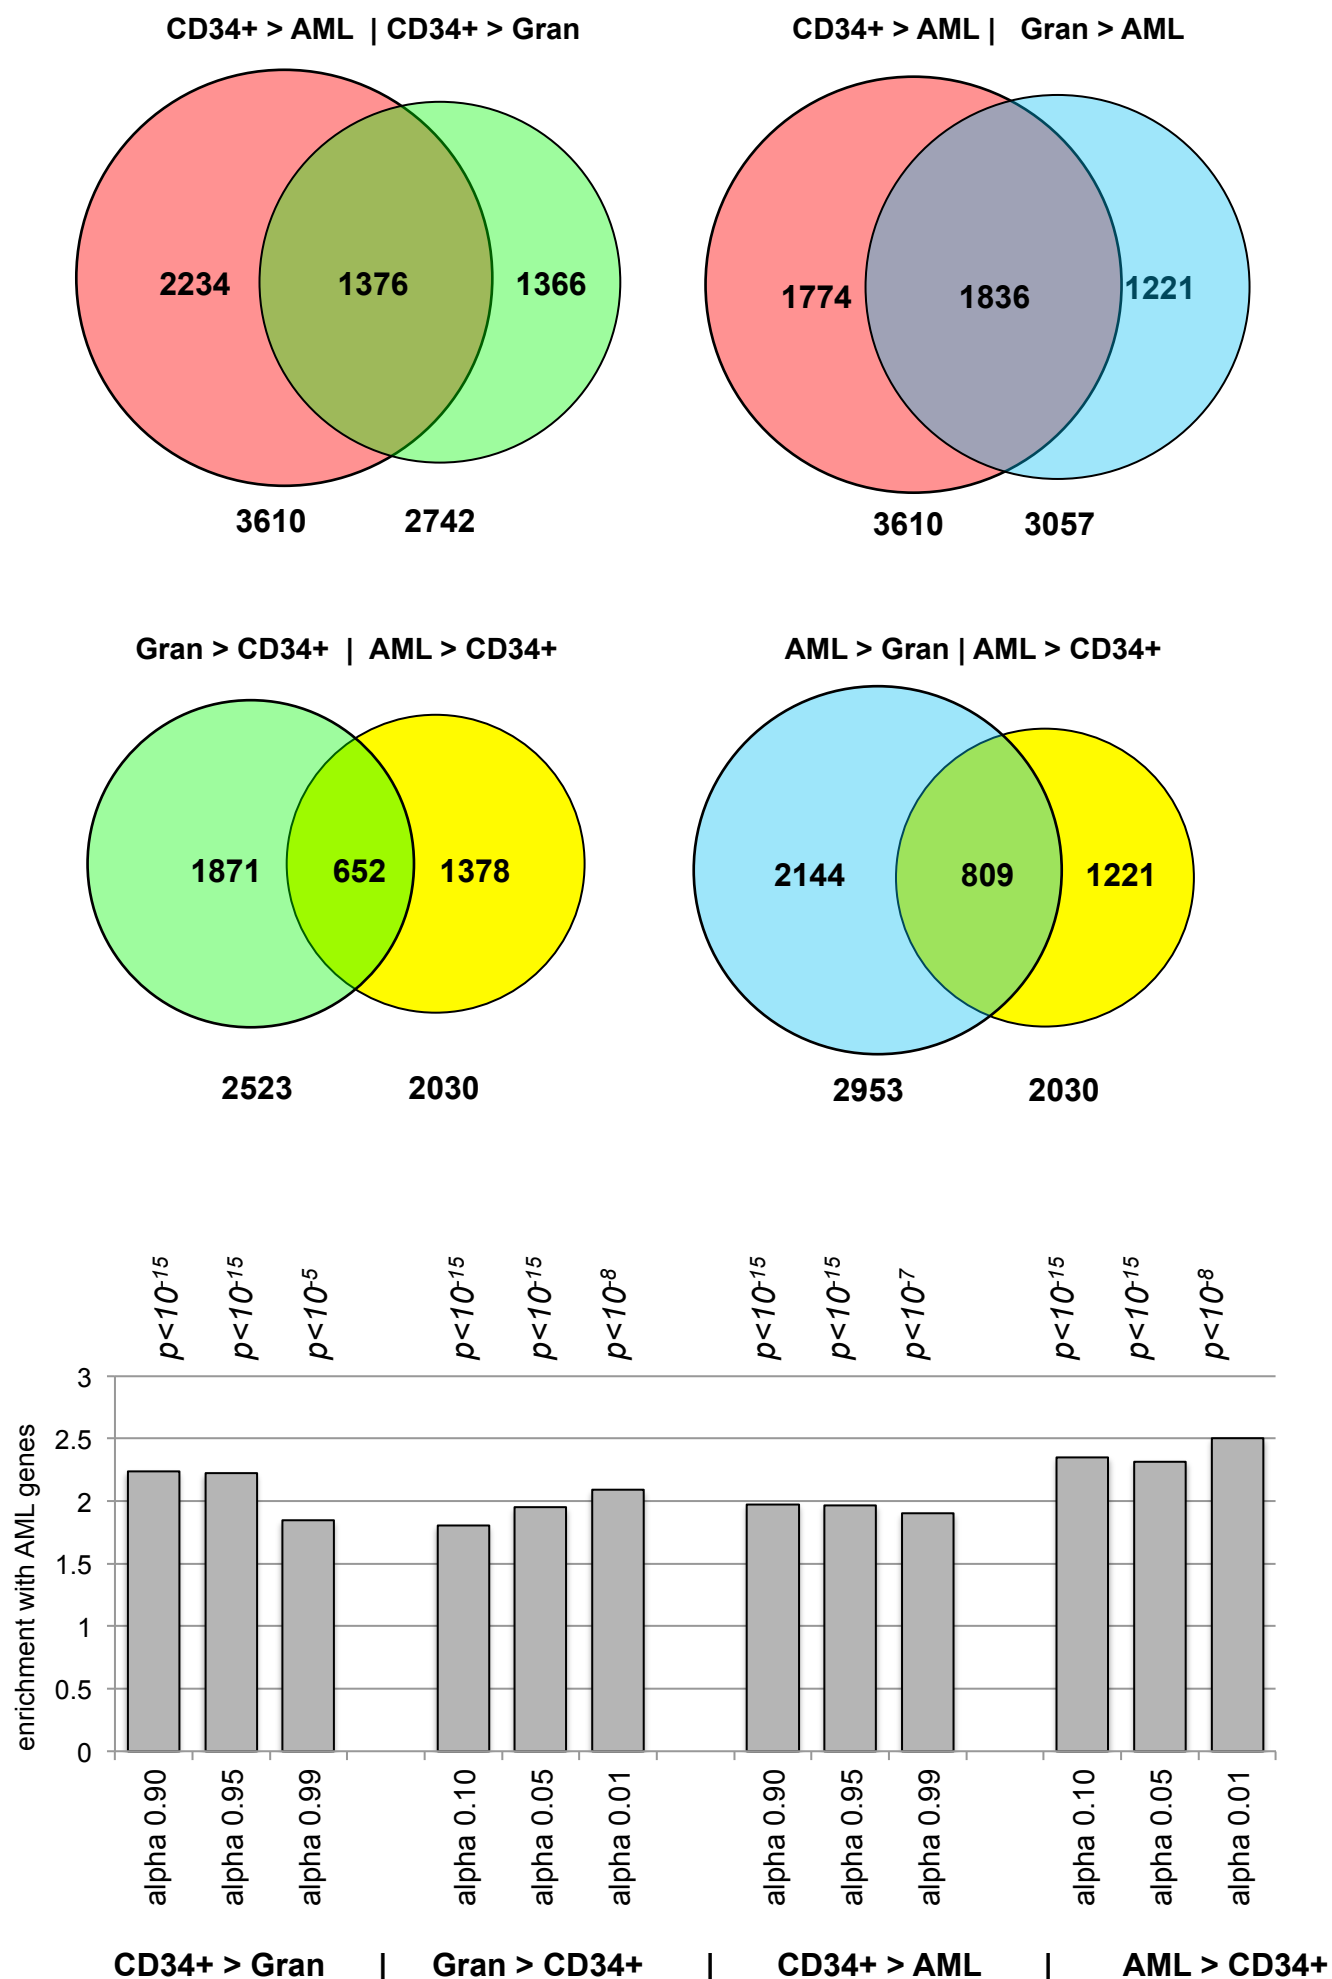 CD34+ > AML | CD34+ > Gran
CD34+ > AML | Gran > AML
2234 1376 1366
1774 1836 1221
3610 2742
3610 3057
Gran > CD34+ | AML > CD34+
AML > Gran | AML > CD34+
1871 652 1378
2144 809 1221
2523 2030
2953 2030
p<10-15 p<10-15 p<10-5 p<10-15 p<10-15 p<10-8 p<10-15 p<10-15 p<10-7 p<10-15 p<10-15 p<10-8
enrichment with AML genes
3
2.5
2
1.5
1
0.5
0
alpha 0.90 alpha 0.95 alpha 0.99 alpha 0.10 alpha 0.05 alpha 0.01 alpha 0.90 alpha 0.95 alpha 0.99 alpha 0.10 alpha 0.05 alpha 0.01
CD34+ > Gran | Gran > CD34+ | CD34+ > AML | AML > CD34+